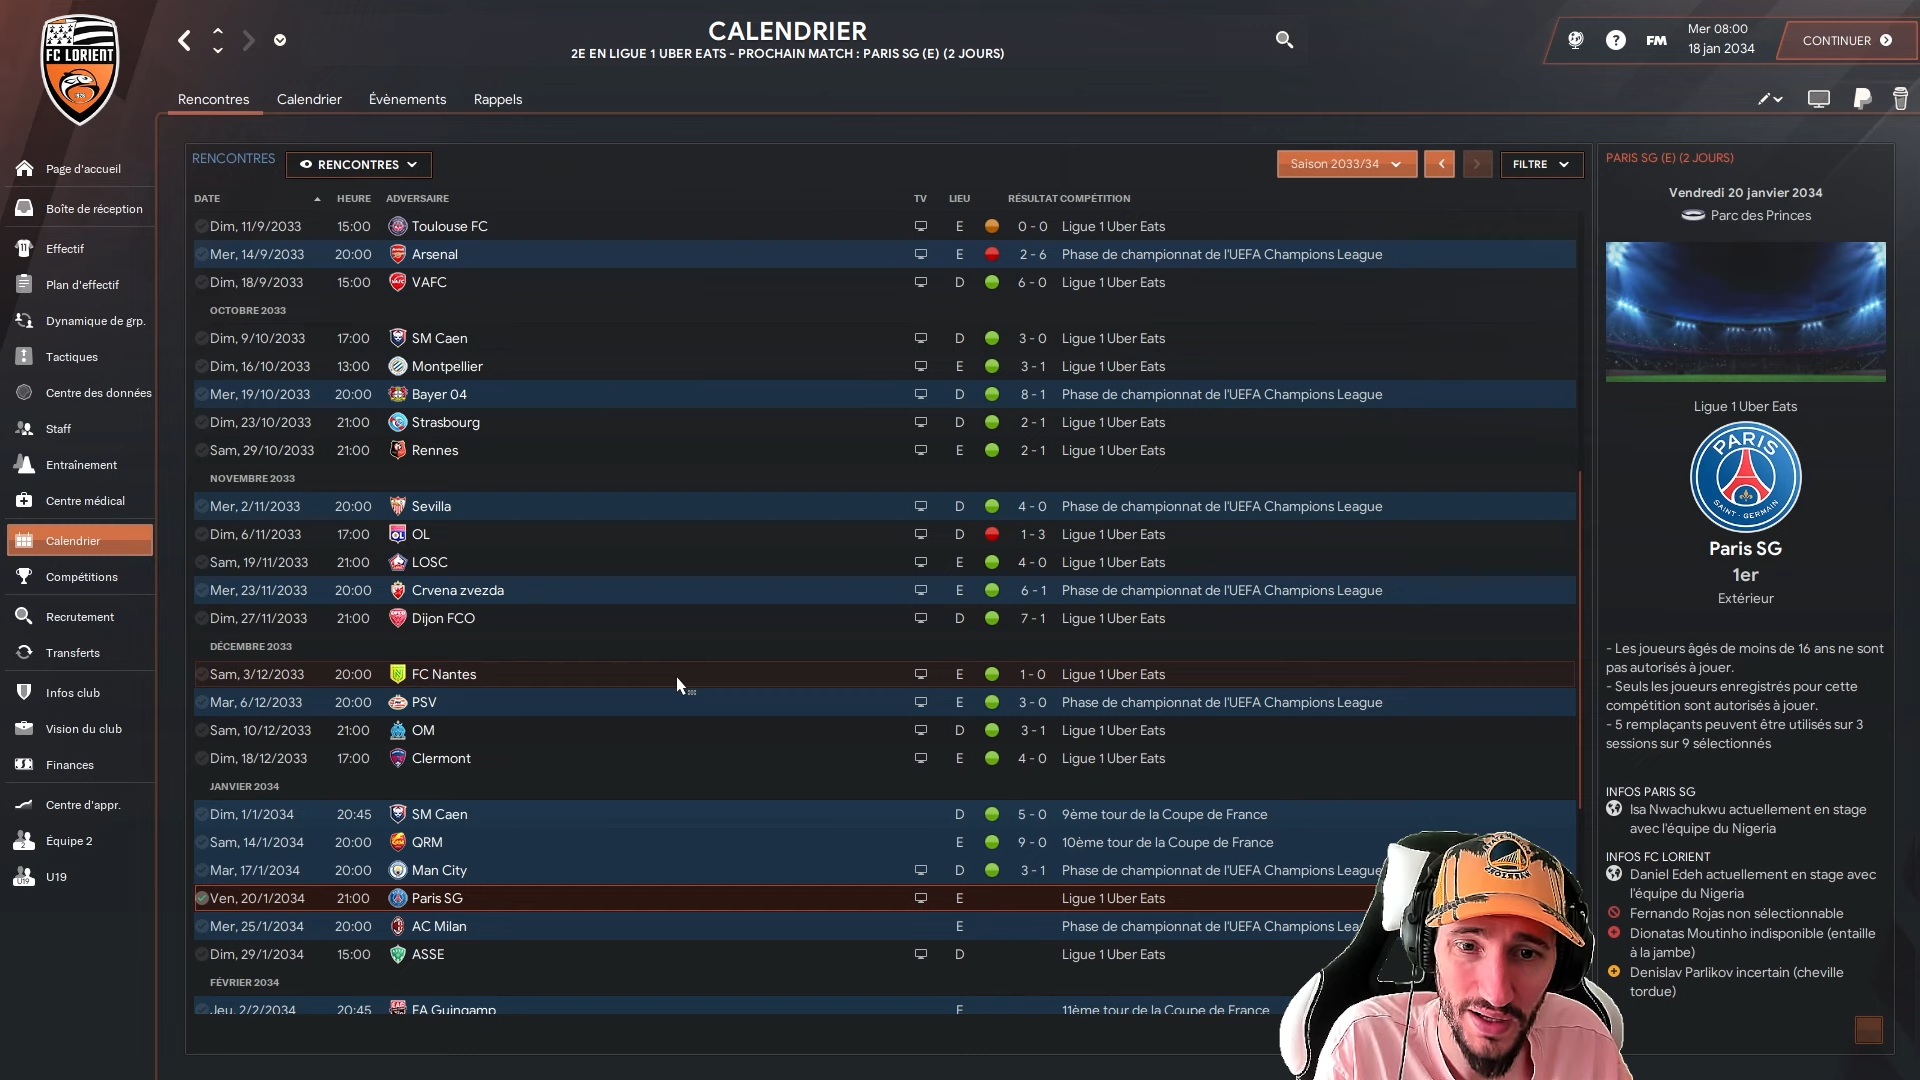 FC LORIENT
CALENDRIER
2E EN LIGUE 1 UBER EATS - PROCHAIN MATCH : PARIS SG (E) (2 JOURS)
FM
Mer 08:00
18 jan 2034
CONTINUER
Rencontres
Calendrier
Évènements
Rappels
Page d'accueil
Boîte de réception
Effectif
Plan d'effectif
Dynamique de grp.
Tactiques
Centre des données
Staff
Entraînement
Centre médical
Calendrier
Compétitions
Recrutement
Transferts
Infos club
Vision du club
Finances
Centre d'appr.
Équipe 2
U19
RENCONTRES
RENCONTRES
Saison 2033/34
FILTRE
DATE HEURE ADVERSAIRE TV LIEU RÉSULTAT COMPÉTITION
Dim, 11/9/2033 15:00 Toulouse FC E 0 - 0 Ligue 1 Uber Eats
Mer, 14/9/2033 20:00 Arsenal E 2 - 6 Phase de championnat de l'UEFA Champions League
Dim, 18/9/2033 15:00 VAFC D 6 - 0 Ligue 1 Uber Eats
OCTOBRE 2033
Dim, 9/10/2033 17:00 SM Caen D 3 - 0 Ligue 1 Uber Eats
Dim, 16/10/2033 13:00 Montpellier E 3 - 1 Ligue 1 Uber Eats
Mer, 19/10/2033 20:00 Bayer 04 D 8 - 1 Phase de championnat de l'UEFA Champions League
Dim, 23/10/2033 21:00 Strasbourg D 2 - 1 Ligue 1 Uber Eats
Sam, 29/10/2033 21:00 Rennes E 2 - 1 Ligue 1 Uber Eats
NOVEMBRE 2033
Mer, 2/11/2033 20:00 Sevilla D 4 - 0 Phase de championnat de l'UEFA Champions League
Dim, 6/11/2033 17:00 OL D 1 - 3 Ligue 1 Uber Eats
Sam, 19/11/2033 21:00 LOSC E 4 - 0 Ligue 1 Uber Eats
Mer, 23/11/2033 20:00 Crvena zvezda E 6 - 1 Phase de championnat de l'UEFA Champions League
Dim, 27/11/2033 21:00 Dijon FCO D 7 - 1 Ligue 1 Uber Eats
DÉCEMBRE 2033
Sam, 3/12/2033 20:00 FC Nantes E 1 - 0 Ligue 1 Uber Eats
Mar, 6/12/2033 20:00 PSV E 3 - 0 Phase de championnat de l'UEFA Champions League
Sam, 10/12/2033 21:00 OM D 3 - 1 Ligue 1 Uber Eats
Dim, 18/12/2033 17:00 Clermont E 4 - 0 Ligue 1 Uber Eats
JANVIER 2034
Dim, 1/1/2034 20:45 SM Caen D 5 - 0 9ème tour de la Coupe de France
Sam, 14/1/2034 20:00 QRM E 9 - 0 10ème tour de la Coupe de France
Mar, 17/1/2034 20:00 Man City D 3 - 1 Phase de championnat de l'UEFA Champions League
Ven, 20/1/2034 21:00 Paris SG E Ligue 1 Uber Eats
Mer, 25/1/2034 20:00 AC Milan E Phase de championnat de l'UEFA Champions Lea
Dim, 29/1/2034 15:00 ASSE D Ligue 1 Uber Eats
FÉVRIER 2034
Jeu, 2/2/2034 20:45 EA Guingamp E 11ème tour de la Coupe de France
PARIS SG (E) (2 JOURS)
Vendredi 20 janvier 2034
Parc des Princes
Ligue 1 Uber Eats
PARIS
SAINT-GERMAIN
Paris SG
1er
Extérieur
- Les joueurs âgés de moins de 16 ans ne sont
pas autorisés à jouer.
- Seuls les joueurs enregistrés pour cette
compétition sont autorisés à jouer.
- 5 remplaçants peuvent être utilisés sur 3
sessions sur 9 sélectionnés
INFOS PARIS SG
Isa Nwachukwu actuellement en stage
avec l'équipe du Nigeria
INFOS FC LORIENT
Daniel Edeh actuellement en stage avec
l'équipe du Nigeria
Fernando Rojas non sélectionnable
Dionatas Moutinho indisponible (entaille
à la jambe)
Denislav Parlikov incertain (cheville
tordue)